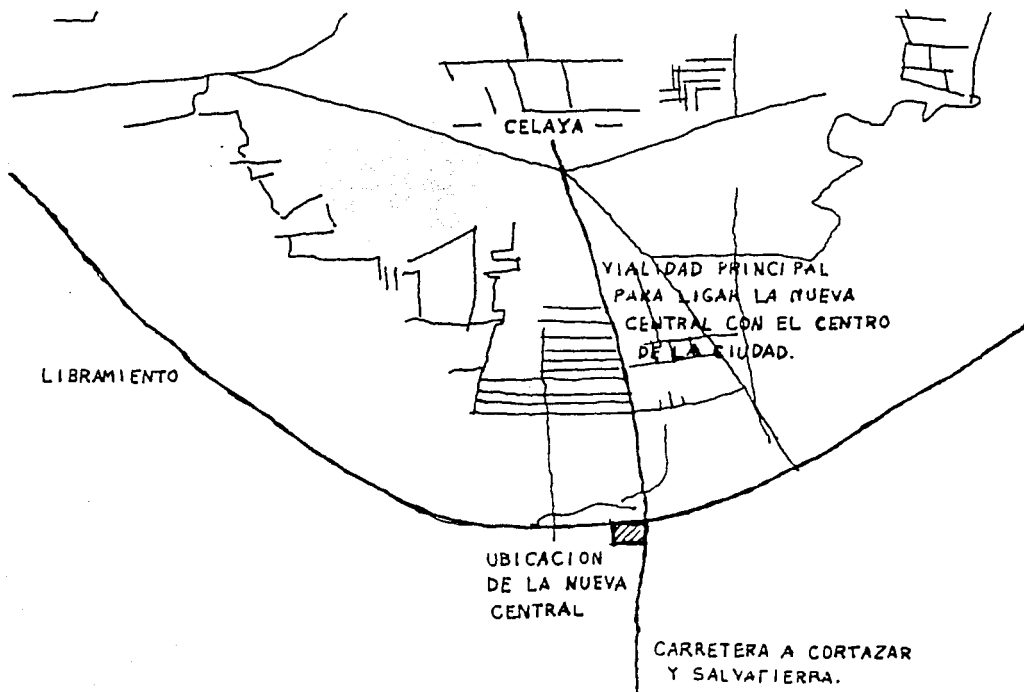 — CELAYA —
VIALIDAD PRINCIPAL
PARA LIGAR LA NUEVA
CENTRAL CON EL CENTRO
DE LA CIUDAD.
LIBRAMIENTO
UBICACION
DE LA NUEVA
CENTRAL
CARRETERA A CORTAZAR
Y SALVATIERRA.